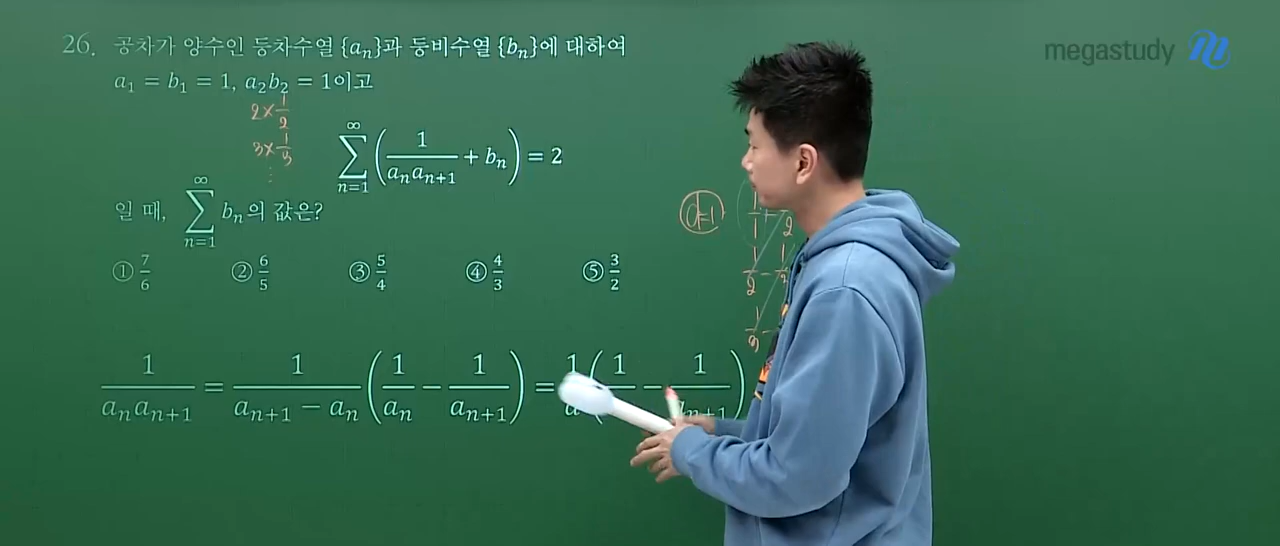 26. 공차가 양수인 등차수열 {aₙ}과 등비수열 {bₙ}에 대하여
a₁ = b₁ = 1, a₂b₂ = 1이고
2 × 1/2
3 × 1/3
⋮
∑_{n=1}^{∞} (1/(aₙaₙ₊₁) + bₙ) = 2
일 때, ∑_{n=1}^{∞} bₙ의 값은?
① 7/6 ② 6/5 ③ 5/4 ④ 4/3 ⑤ 3/2
1/(aₙaₙ₊₁) = 1/(aₙ₊₁ − aₙ) (1/aₙ − 1/aₙ₊₁) =
d=1
megastudy